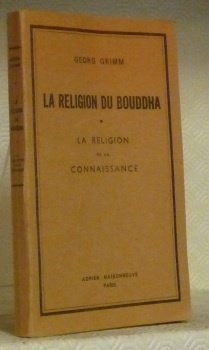 GEORG GRIMM
LA RELIGION DU BOUDDHA
LA RELIGION
DE LA
CONNAISSANCE
ADRIEN MAISONNEUVE
PARIS